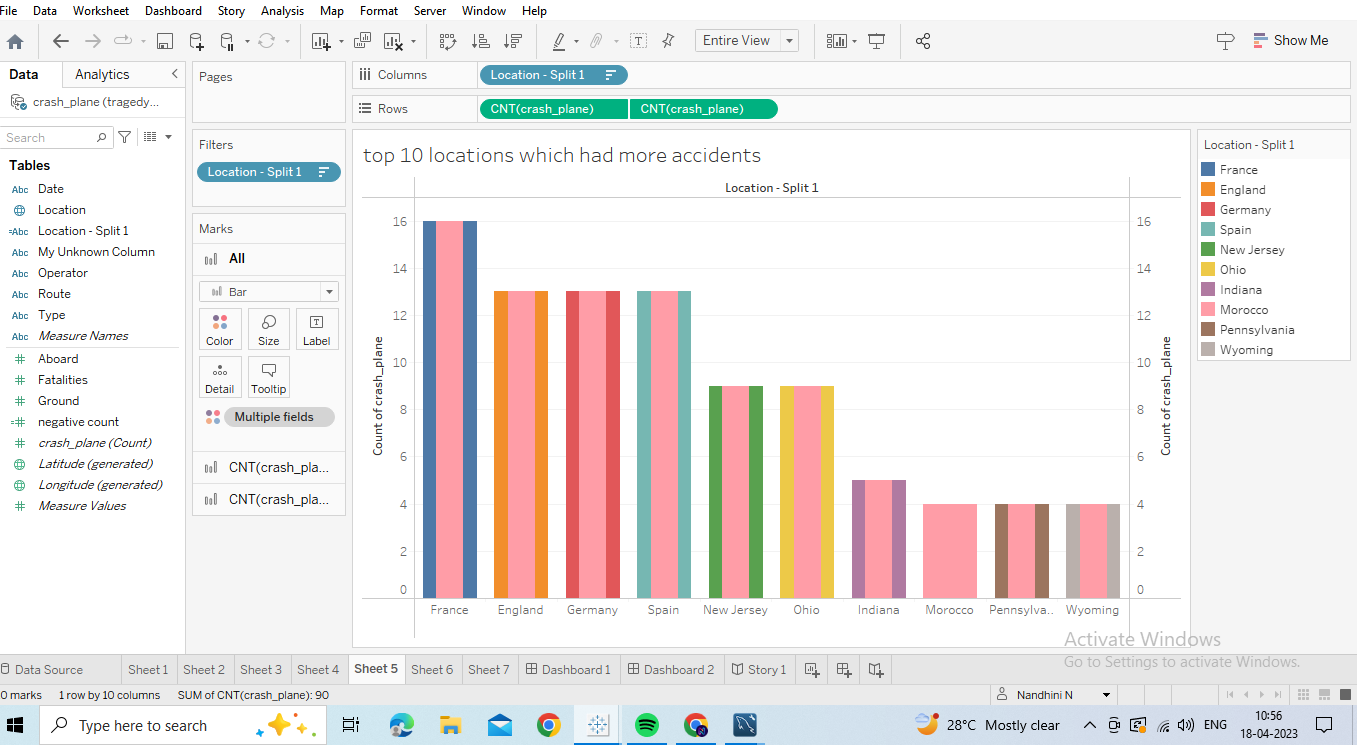 File Data Worksheet Dashboard Story Analysis Map Format Server Window Help
Entire View
Show Me
Data Analytics
crash_plane (tragedy...
Search
Tables
Abc Date
Location
=Abc Location - Split 1
Abc My Unknown Column
Abc Operator
Abc Route
Abc Type
Abc Measure Names
Aboard
Fatalities
Ground
negative count
crash_plane (Count)
Latitude (generated)
Longitude (generated)
Measure Values
Pages
Filters
Location - Split 1
Marks
All
Bar
Color Size Label
Detail Tooltip
Multiple fields
CNT(crash_pla...
CNT(crash_pla...
Columns Location - Split 1
Rows CNT(crash_plane) CNT(crash_plane)
top 10 locations which had more accidents
Location - Split 1
Count of crash_plane
16
14
12
10
8
6
4
2
0
16
14
12
10
8
6
4
2
0
Count of crash_plane
France England Germany Spain New Jersey Ohio Indiana Morocco Pennsylva.. Wyoming
Location - Split 1
France
England
Germany
Spain
New Jersey
Ohio
Indiana
Morocco
Pennsylvania
Wyoming
Activate Windows
Go to Settings to activate Windows.
Data Source Sheet 1 Sheet 2 Sheet 3 Sheet 4 Sheet 5 Sheet 6 Sheet 7 Dashboard 1 Dashboard 2 Story 1
0 marks 1 row by 10 columns SUM of CNT(crash_plane): 90
Nandhini N
Type here to search
28°C Mostly clear
ENG
10:56
18-04-2023